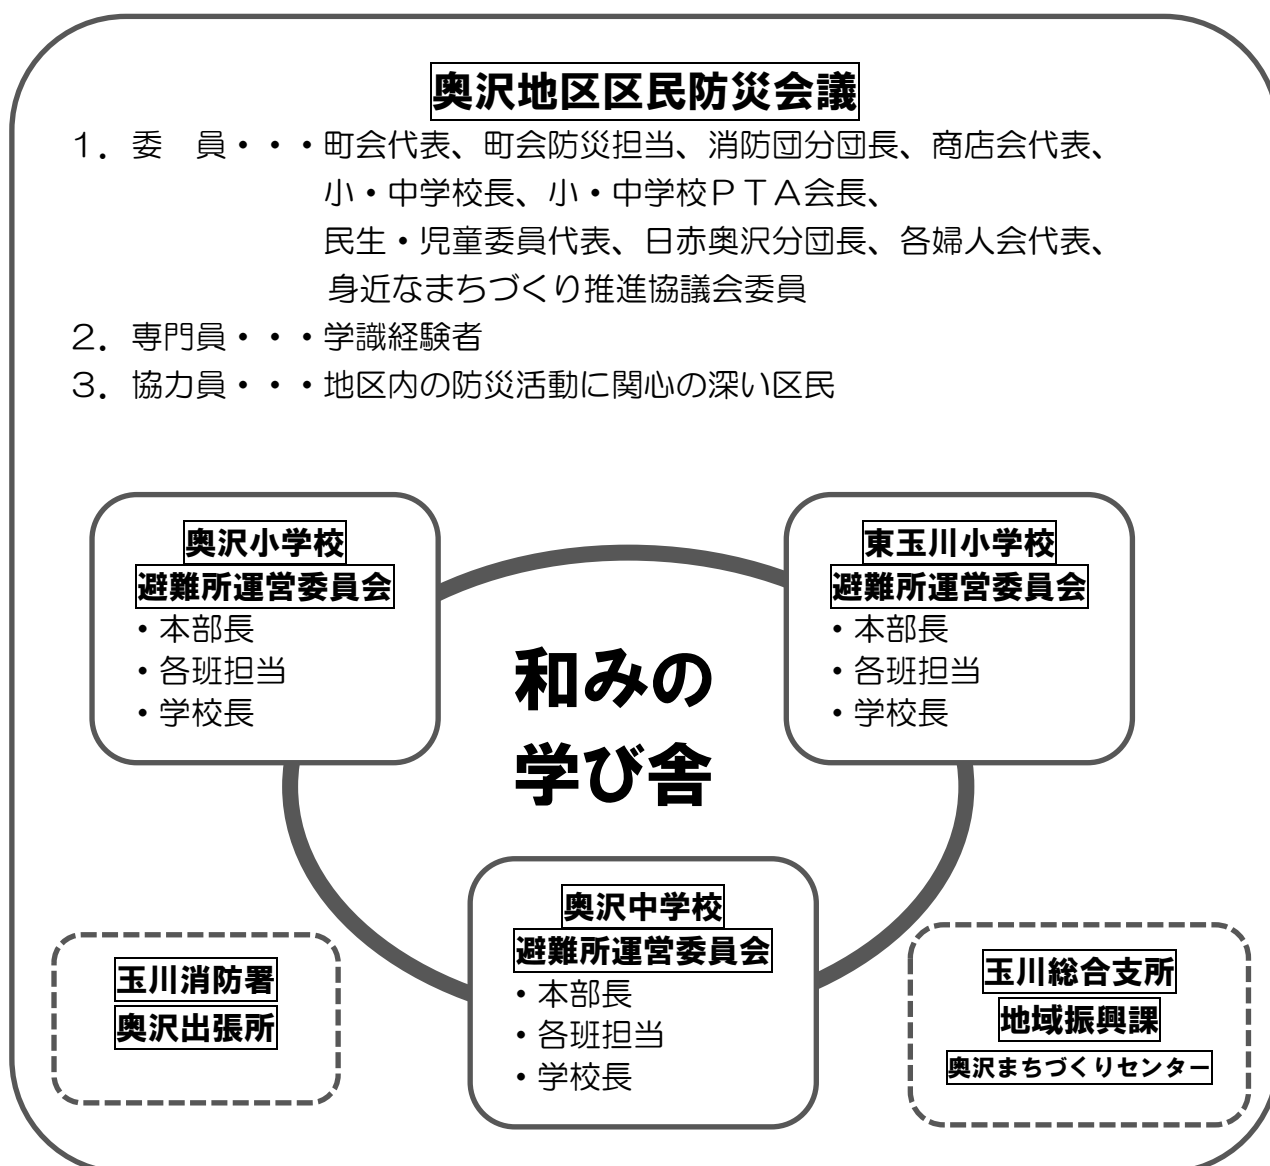 奥沢地区区民防災会議
１．委　員・・・町会代表、町会防災担当、消防団分団長、商店会代表、
小・中学校長、小・中学校ＰＴＡ会長、
民生・児童委員代表、日赤奥沢分団長、各婦人会代表、
身近なまちづくり推進協議会委員
２．専門員・・・学識経験者
３．協力員・・・地区内の防災活動に関心の深い区民
奥沢小学校
避難所運営委員会
・本部長
・各班担当
・学校長
東玉川小学校
避難所運営委員会
・本部長
・各班担当
・学校長
和みの
学び舎
奥沢中学校
避難所運営委員会
・本部長
・各班担当
・学校長
玉川消防署
奥沢出張所
玉川総合支所
地域振興課
奥沢まちづくりセンター